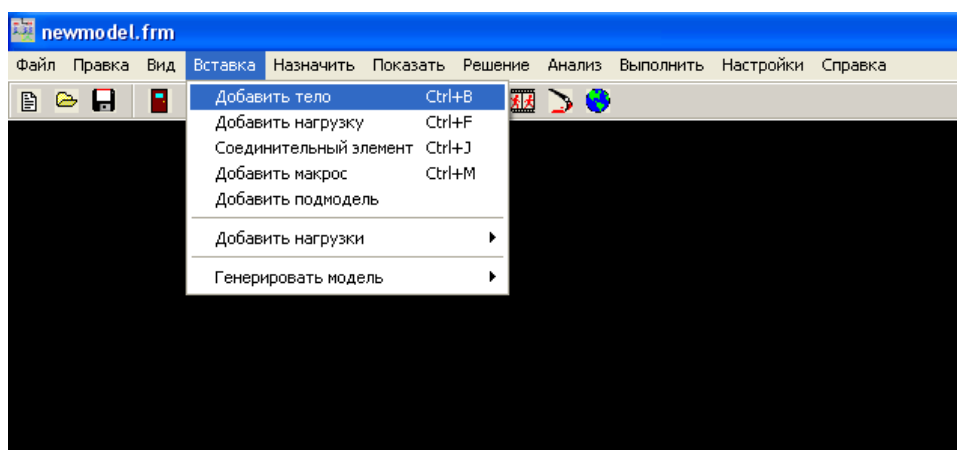 newmodel.frm
Файл Правка Вид Вставка Назначить Показать Решение Анализ Выполнить Настройки Справка
Добавить тело Ctrl+B
Добавить нагрузку Ctrl+F
Соединительный элемент Ctrl+J
Добавить макрос Ctrl+M
Добавить подмодель
Добавить нагрузки
Генерировать модель